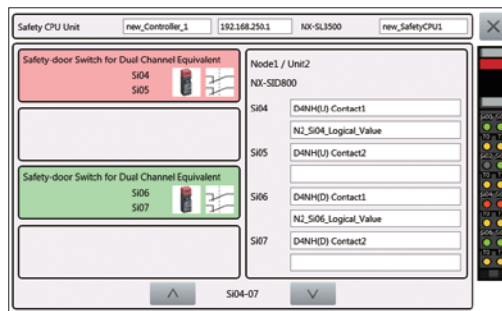 Safety CPU Unit new_Controller_1 192.168.250.1 NX-SL3500 new_SafetyCPU1
Safety-door Switch for Dual Channel Equivalent
Si04
Si05
Safety-door Switch for Dual Channel Equivalent
Si06
Si07
Node1 / Unit2
NX-SID800
Si04 D4NH(U) Contact1
N2_Si04_Logical_Value
Si05 D4NH(U) Contact2
Si06 D4NH(D) Contact1
N2_Si06_Logical_Value
Si07 D4NH(D) Contact2
Si04-07